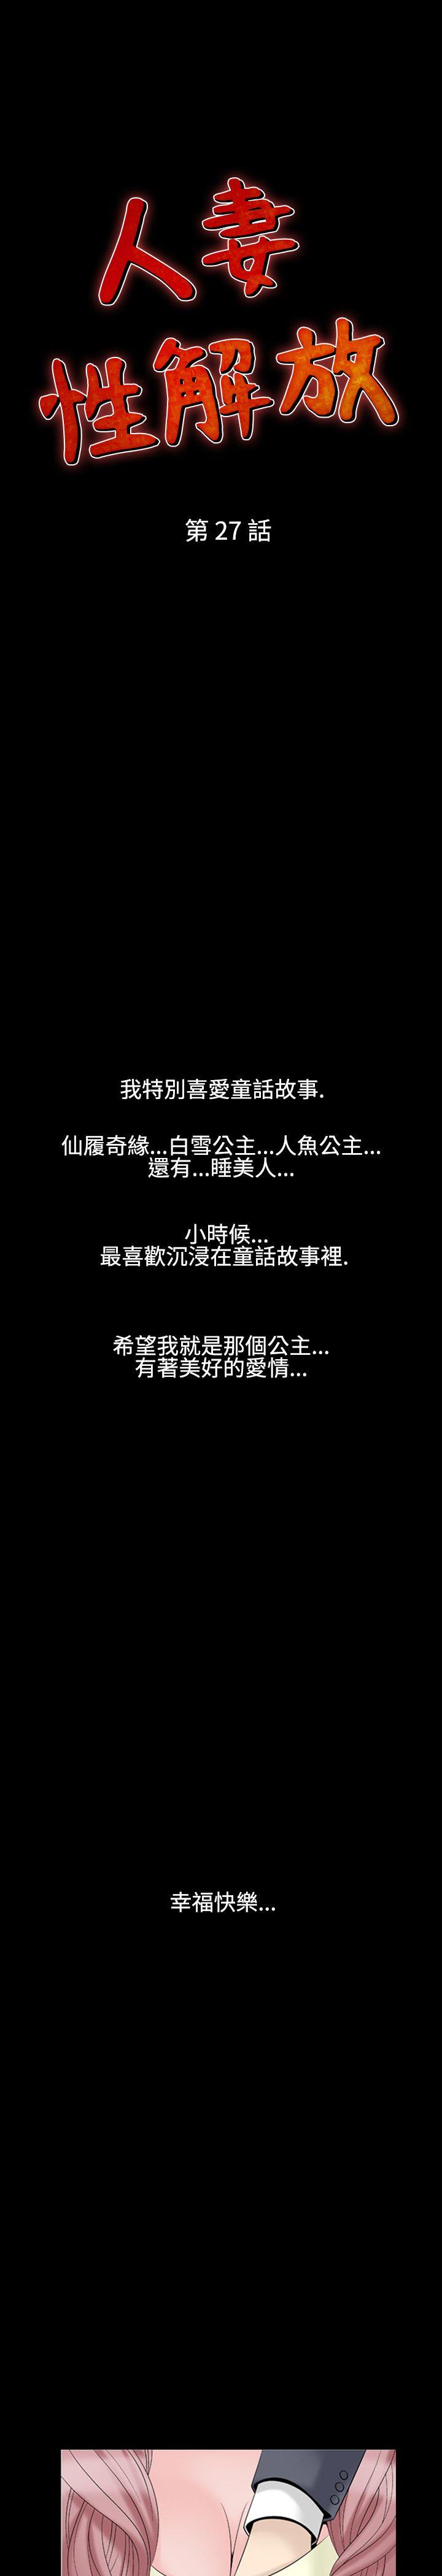 人妻
性解放
第 27 話
我特別喜愛童話故事.
仙履奇緣...白雪公主...人魚公主...
還有...睡美人...
小時候...
最喜歡沉浸在童話故事裡.
希望我就是那個公主...
有著美好的愛情...
幸福快樂...